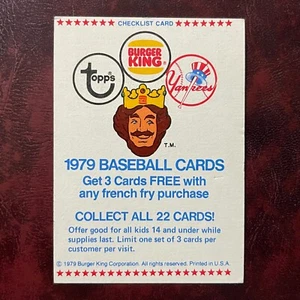 CHECKLIST CARD
topps
BURGER
KING
Yankees
T.M.
1979 BASEBALL CARDS
Get 3 Cards FREE with
any french fry purchase
COLLECT ALL 22 CARDS!
Offer good for all kids 14 and under while
supplies last. Limit one set of 3 cards per
customer per visit.
© 1979 Burger King Corporation. All rights reserved. Printed in U.S.A.